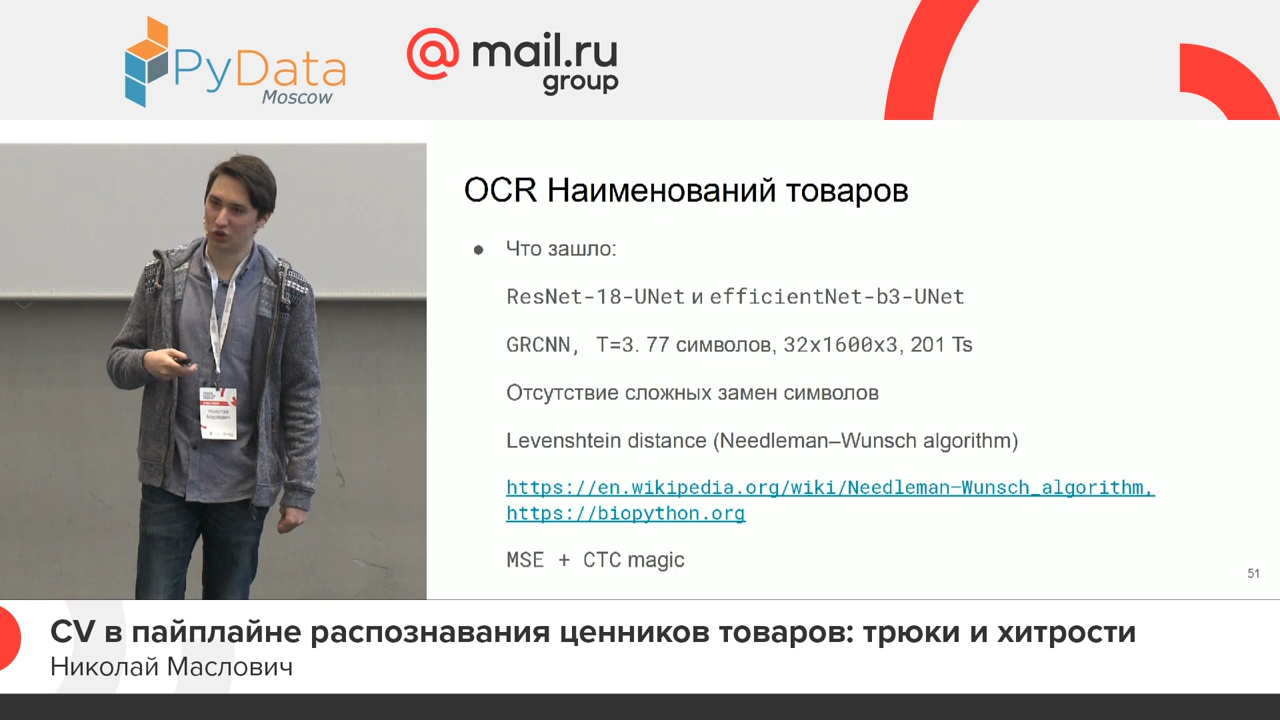 PyData
Moscow
@ mail.ru
group
OCR Наименований товаров
● Что зашло:
ResNet-18-UNet и efficientNet-b3-UNet
GRCNN, T=3. 77 символов, 32x1600x3, 201 Ts
Отсутствие сложных замен символов
Levenshtein distance (Needleman–Wunsch algorithm)
https://en.wikipedia.org/wiki/Needleman–Wunsch_algorithm,
https://biopython.org
MSE + CTC magic
51
Николай
Маслович
CV в пайплайне распознавания ценников товаров: трюки и хитрости
Николай Маслович